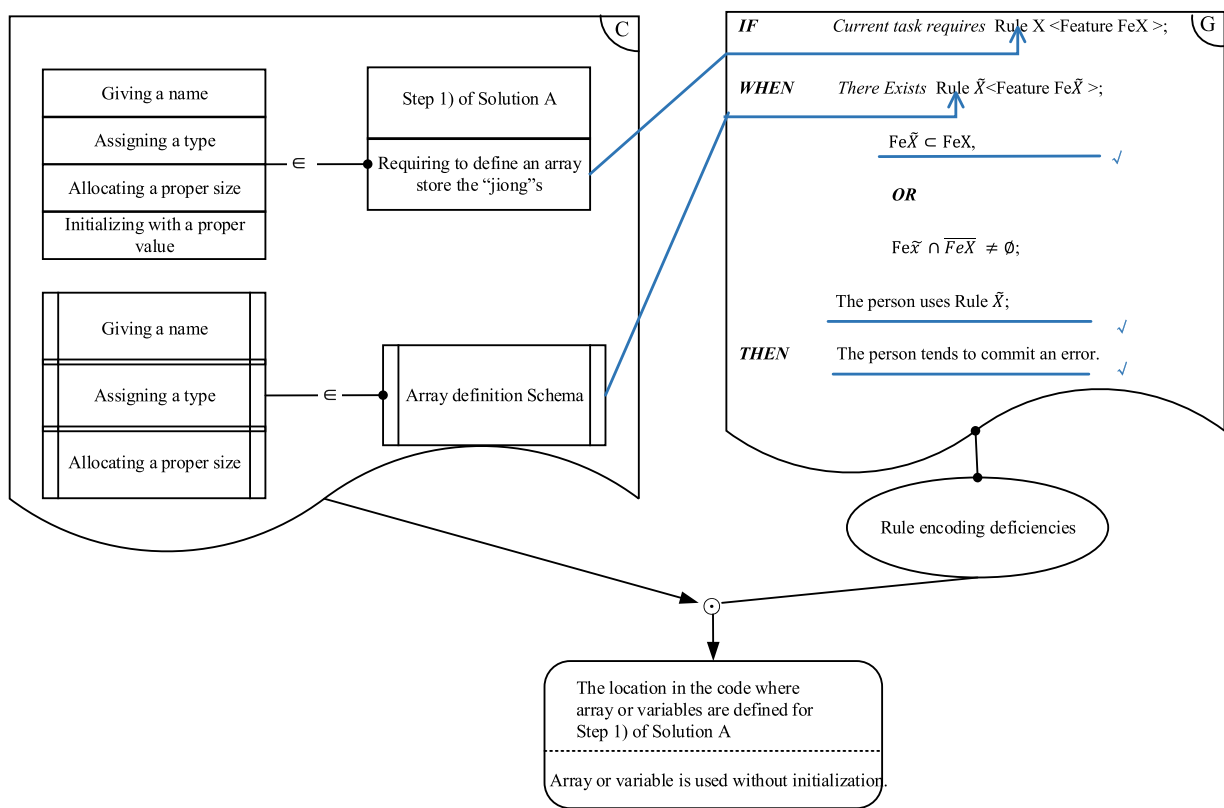 C
Giving a name
Assigning a type
Allocating a proper size
Initializing with a proper
value
∈
Step 1) of Solution A
Requiring to define an array
store the “jiong”s
Giving a name
Assigning a type
Allocating a proper size
∈
Array definition Schema
G
IF Current task requires Rule X <Feature FeX >;
WHEN There Exists Rule X̃<Feature FeX̃ >;
FeX̃ ⊂ FeX,
√
OR
Fex̃ ∩ \overline{FeX} ≠ ∅;
The person uses Rule X̃;
√
THEN The person tends to commit an error.
√
Rule encoding deficiencies
⊙
The location in the code where
array or variables are defined for
Step 1) of Solution A
Array or variable is used without initialization.